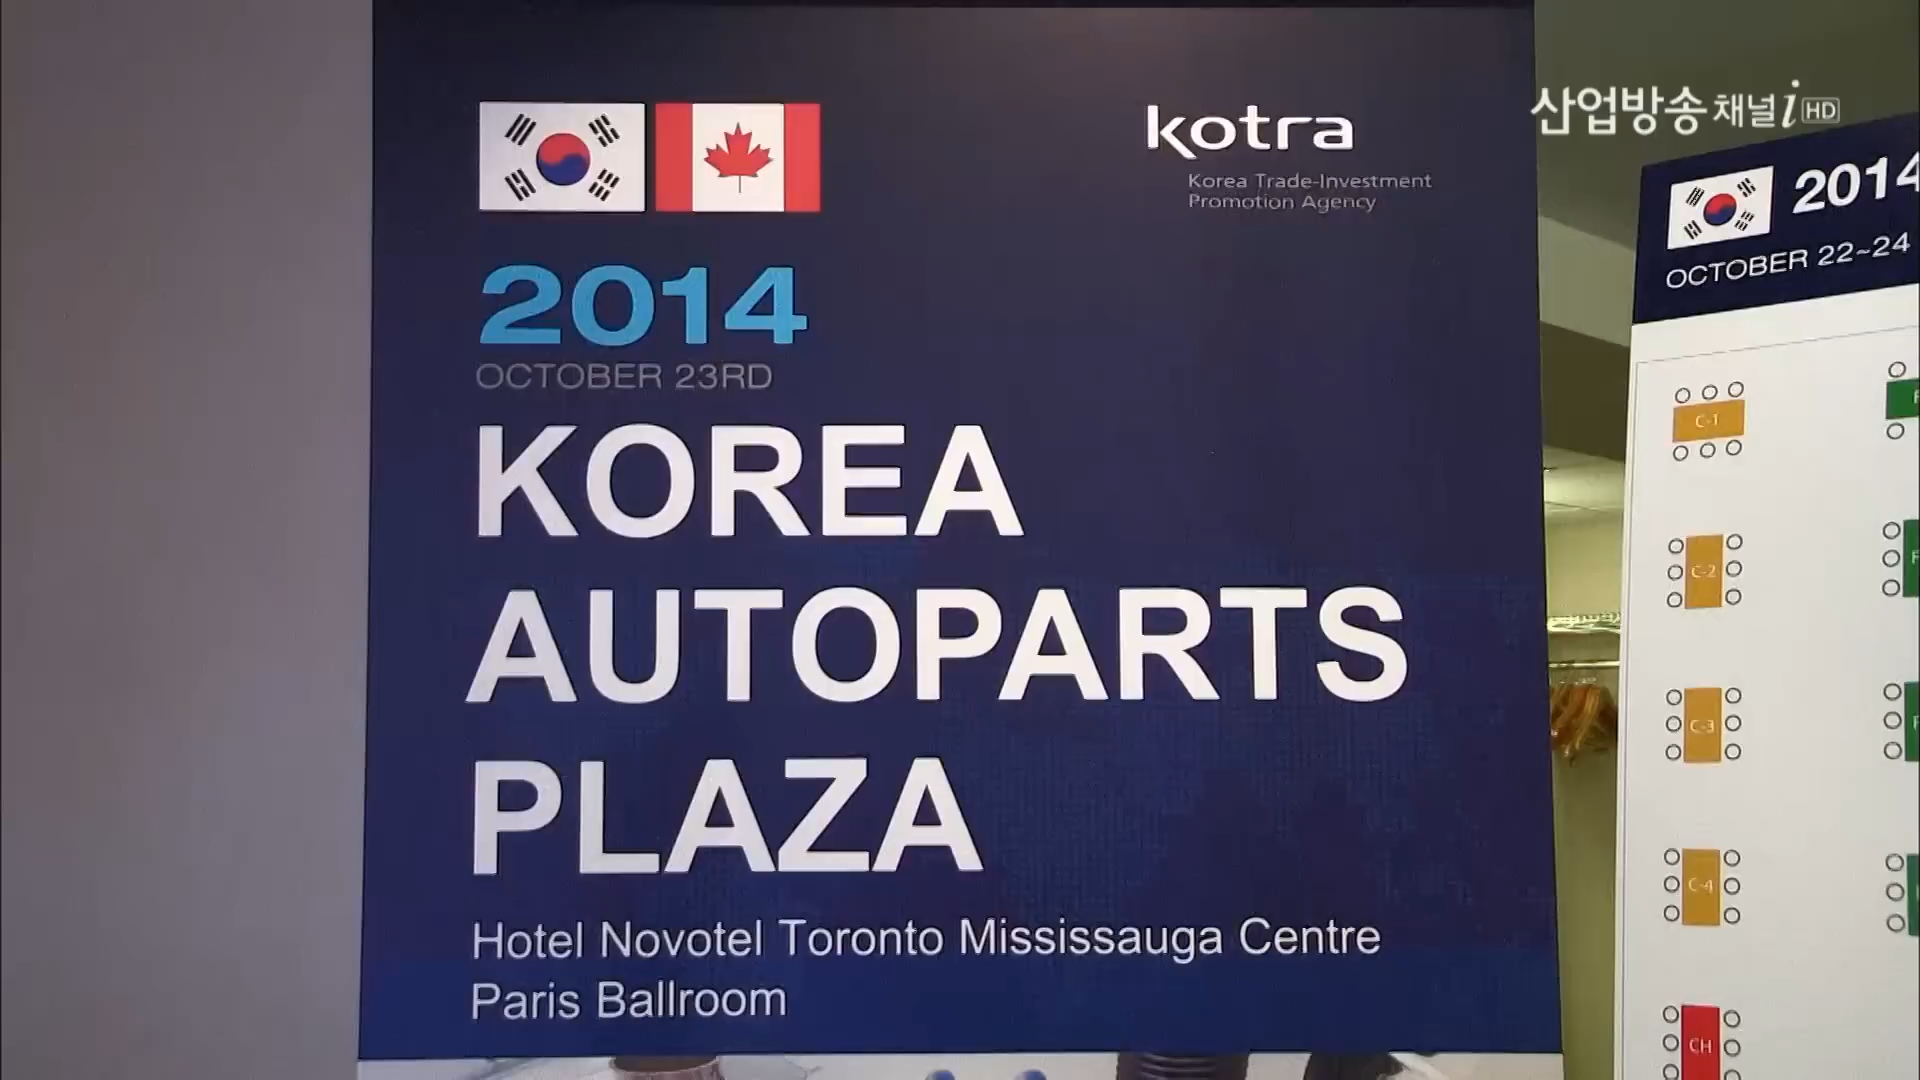 산업방송 채널i HD
kotra
Korea Trade-Investment
Promotion Agency
2014
OCTOBER 23RD
KOREA
AUTOPARTS
PLAZA
Hotel Novotel Toronto Mississauga Centre
Paris Ballroom
2014
OCTOBER 22~24
C-1
C-2
C-3
C-4
CH